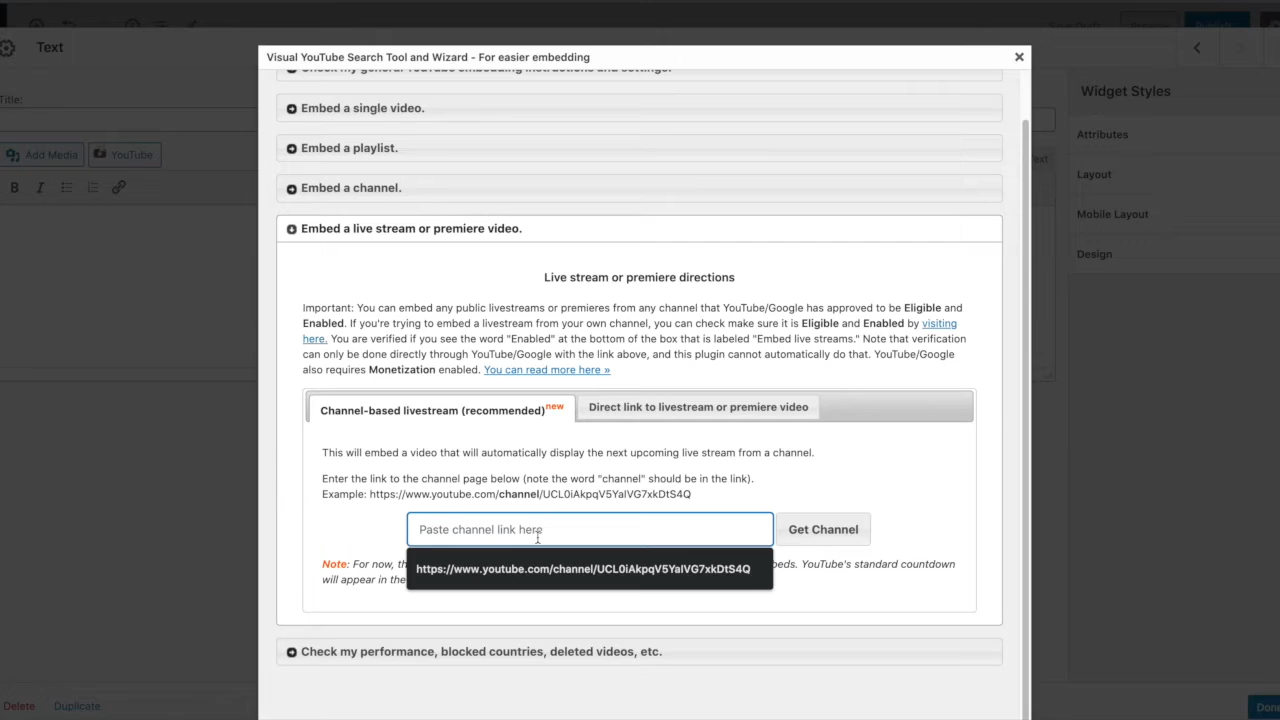 Text
Visual YouTube Search Tool and Wizard - For easier embedding
Check my general YouTube embedding instructions and settings.
Title:
Embed a single video.
Widget Styles
Add Media
YouTube
Embed a playlist.
Text
Attributes
B I
Embed a channel.
Layout
Embed a live stream or premiere video.
Mobile Layout
Design
Live stream or premiere directions
Important: You can embed any public livestreams or premieres from any channel that YouTube/Google has approved to be Eligible and
Enabled. If you're trying to embed a livestream from your own channel, you can check make sure it is Eligible and Enabled by visiting
here. You are verified if you see the word "Enabled" at the bottom of the box that is labeled "Embed live streams." Note that verification
can only be done directly through YouTube/Google with the link above, and this plugin cannot automatically do that. YouTube/Google
also requires Monetization enabled. You can read more here »
Channel-based livestream (recommended)new
Direct link to livestream or premiere video
This will embed a video that will automatically display the next upcoming live stream from a channel.
Enter the link to the channel page below (note the word "channel" should be in the link).
Example: https://www.youtube.com/channel/UCL0iAkpqV5YaIVG7xkDtS4Q
Paste channel link here
Get Channel
Note: For now, th
eds. YouTube's standard countdown
https://www.youtube.com/channel/UCL0iAkpqV5YaIVG7xkDtS4Q
will appear in the
Check my performance, blocked countries, deleted videos, etc.
Delete
Duplicate
Done